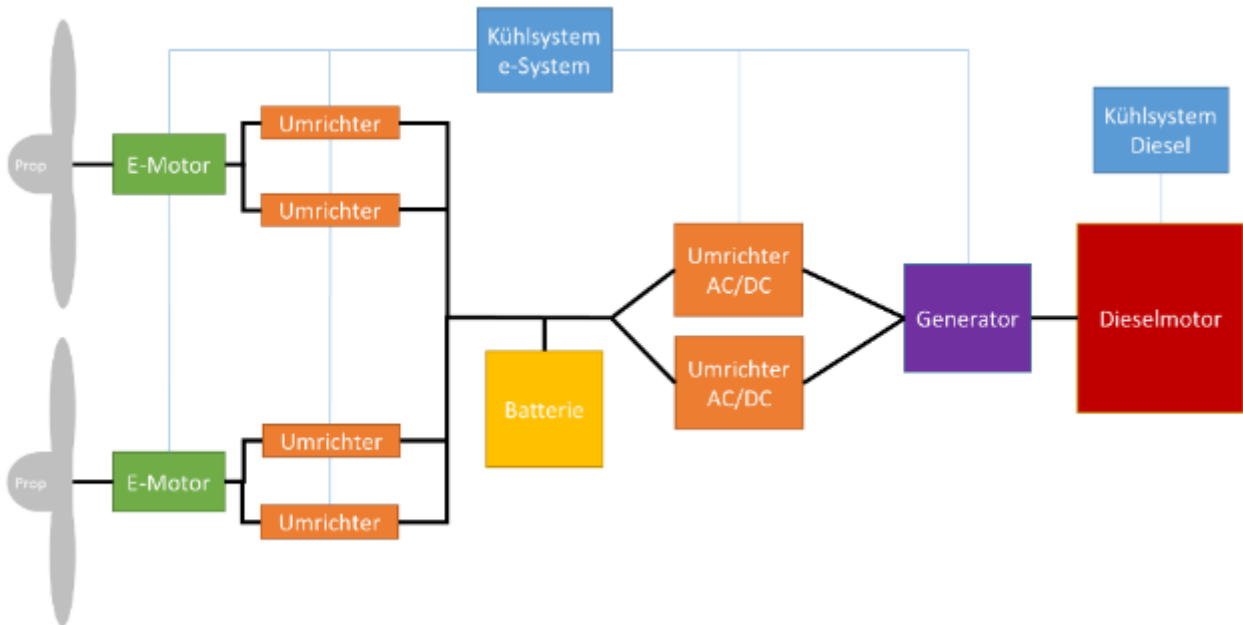 Kühlsystem
e-System
Kühlsystem
Diesel
Umrichter
Prop
E-Motor
Umrichter
Umrichter
AC/DC
Generator
Dieselmotor
Umrichter
AC/DC
Batterie
Umrichter
Prop
E-Motor
Umrichter